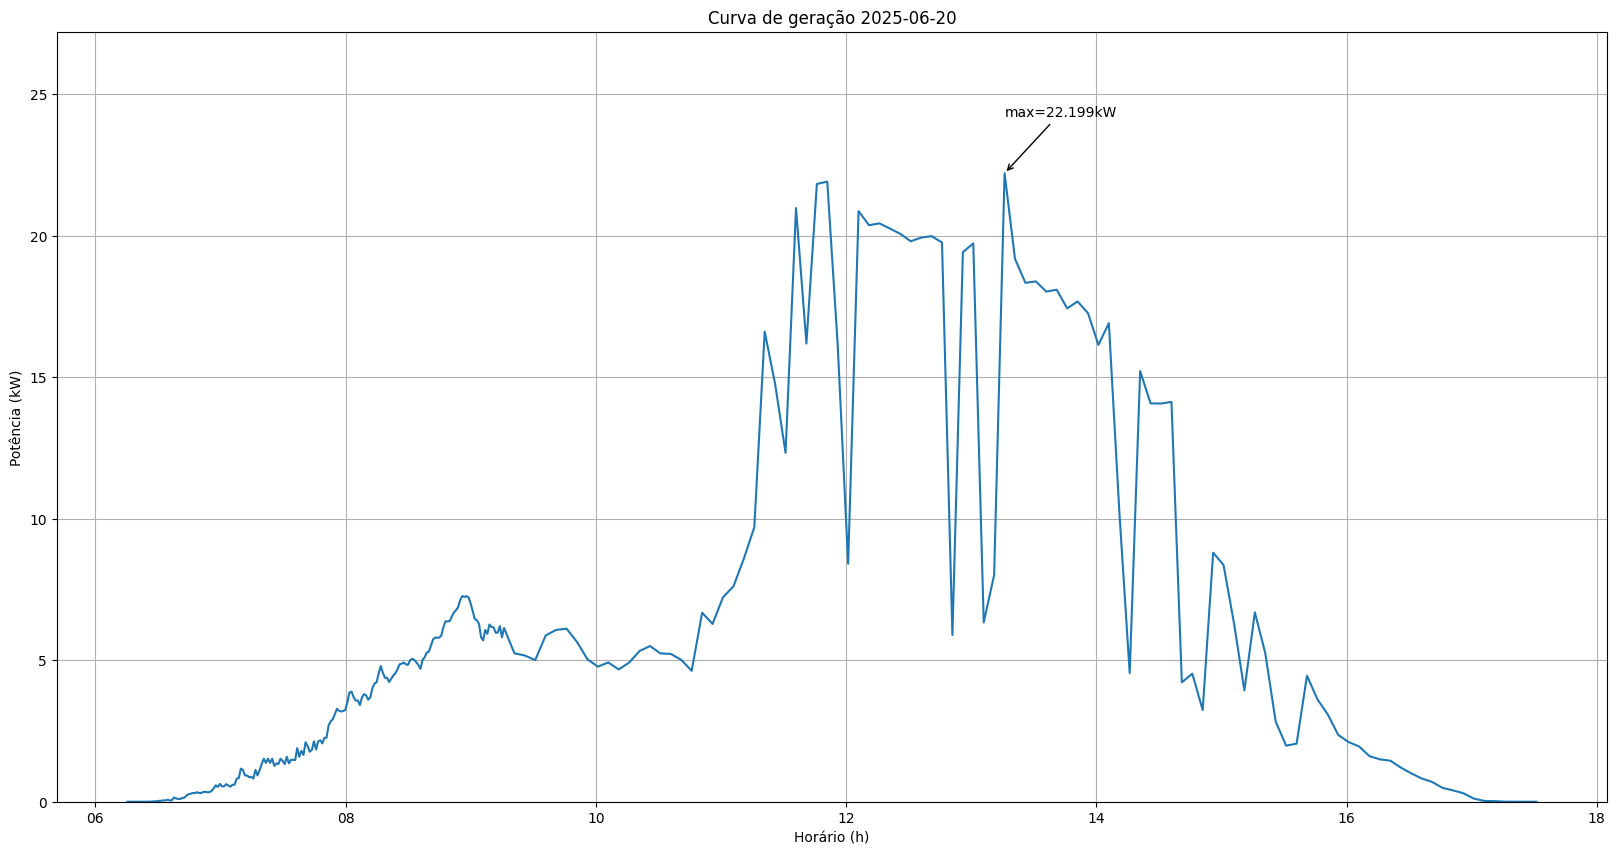 Curva de geração 2025-06-20
max=22.199kW
Potência (kW)
25
20
15
10
5
0
06 08 10 12 14 16 18
Horário (h)